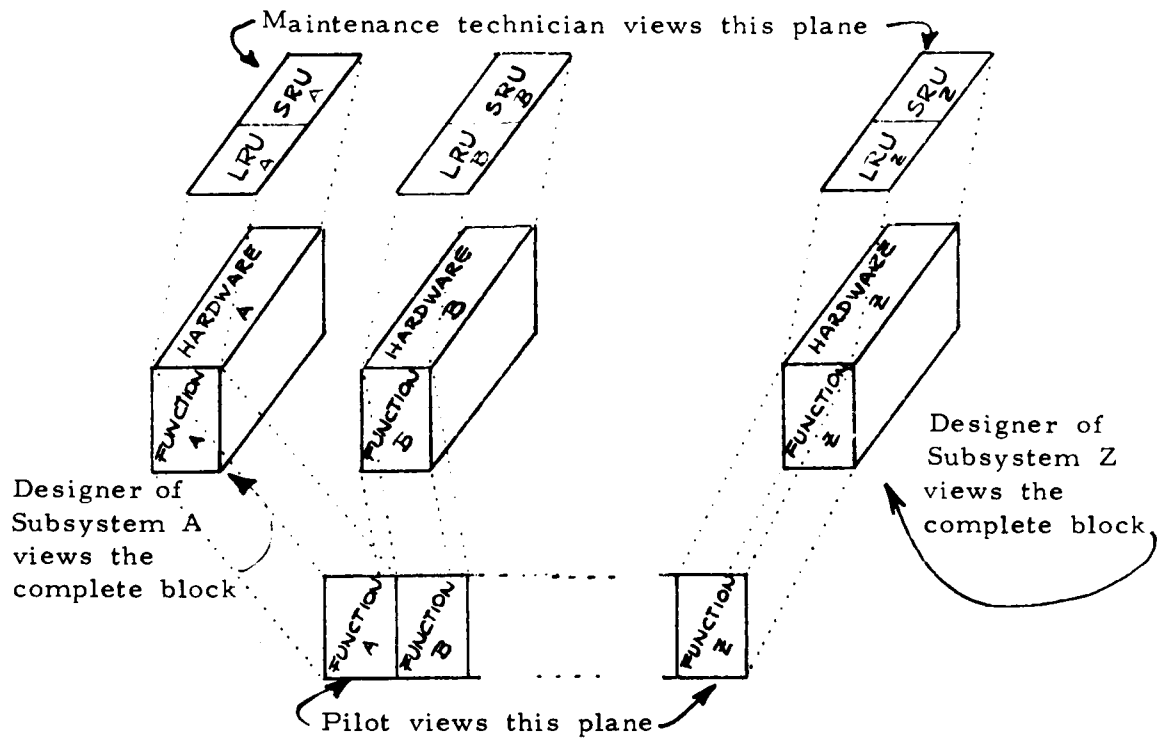 Maintenance technician views this plane
SRU
A
LRU
A
SRU
B
LRU
B
SRU
Z
LRU
Z
HARDWARE
A
HARDWARE
B
HARDWARE
Z
FUNCTION
A
FUNCTION
B
FUNCTION
Z
Designer of
Subsystem A
views the
complete block
Designer of
Subsystem Z
views the
complete block
FUNCTION
A
FUNCTION
B
FUNCTION
Z
Pilot views this plane